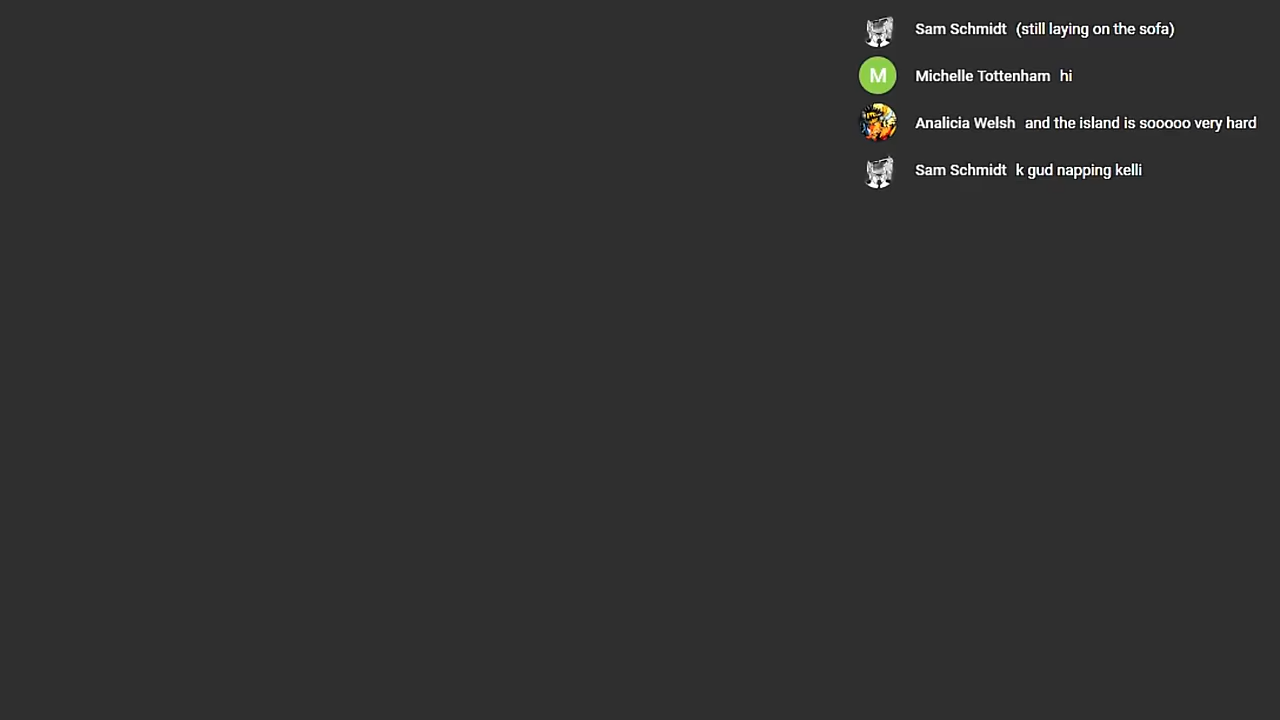 Sam Schmidt (still laying on the sofa)
M Michelle Tottenham hi
Analicia Welsh and the island is sooooo very hard
Sam Schmidt k gud napping kelli